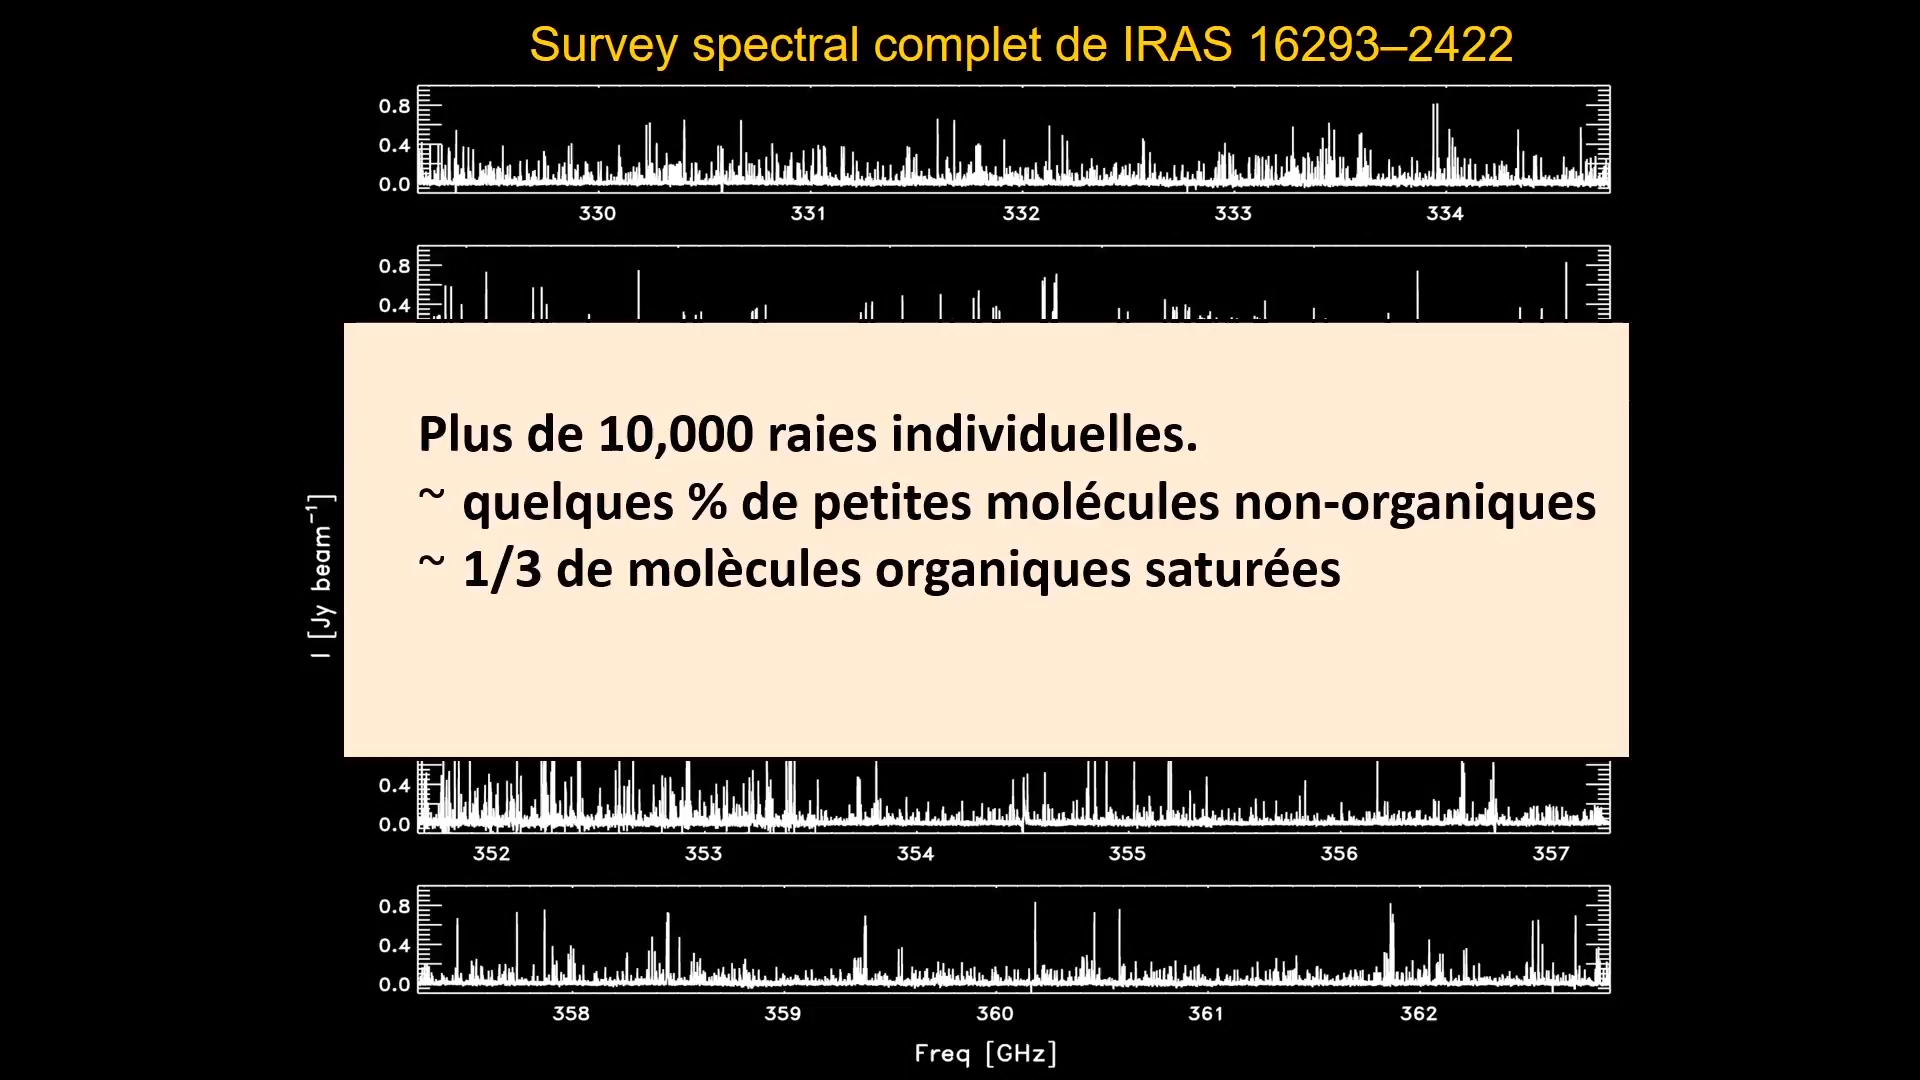 Survey spectral complet de IRAS 16293–2422
0.8
0.4
0.0
330 331 332 333 334
0.8
0.4
Plus de 10,000 raies individuelles.
~ quelques % de petites molécules non-organiques
~ 1/3 de molècules organiques saturées
I [Jy beam⁻¹]
0.4
0.0
352 353 354 355 356 357
0.8
0.4
0.0
358 359 360 361 362
Freq [GHz]